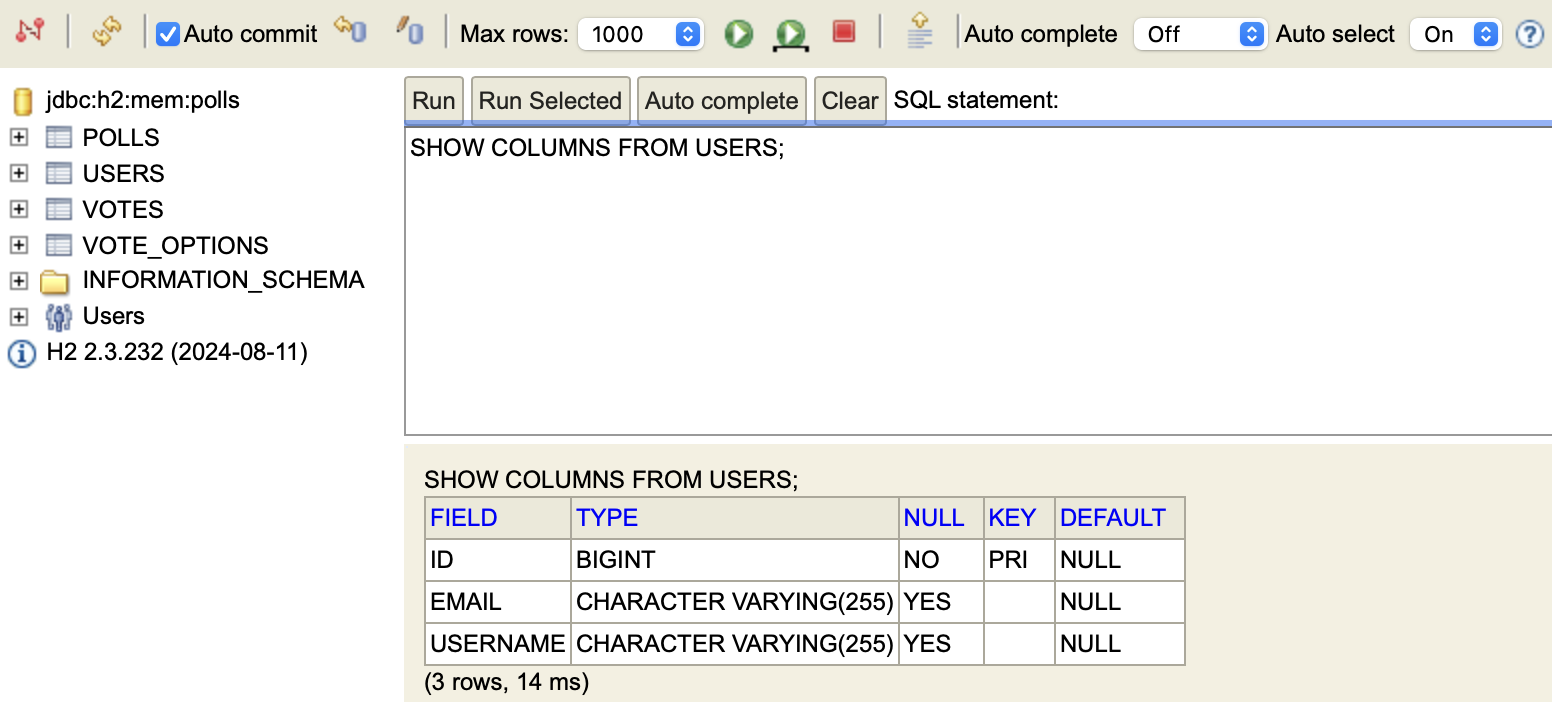 Auto commit Max rows: 1000 Auto complete Off Auto select On ?
jdbc:h2:mem:polls
POLLS
USERS
VOTES
VOTE_OPTIONS
INFORMATION_SCHEMA
Users
H2 2.3.232 (2024-08-11)
Run Run Selected Auto complete Clear SQL statement:
SHOW COLUMNS FROM USERS;
SHOW COLUMNS FROM USERS;
FIELD TYPE NULL KEY DEFAULT
ID BIGINT NO PRI NULL
EMAIL CHARACTER VARYING(255) YES NULL
USERNAME CHARACTER VARYING(255) YES NULL
(3 rows, 14 ms)